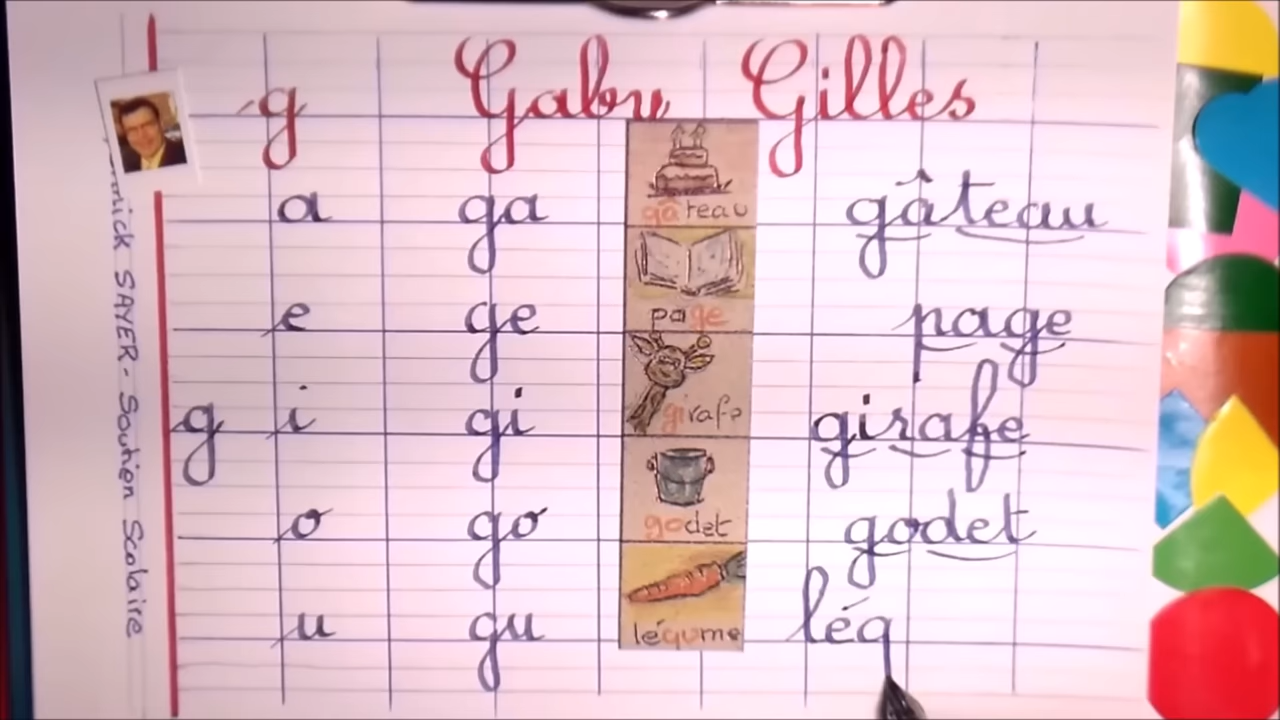 g Gabu Gilles
a ga gâteau gâteau
e ge page page
g i gi girafe girafe
o go godet godet
u gu légume lég
SAYER - Soutien Scolaire